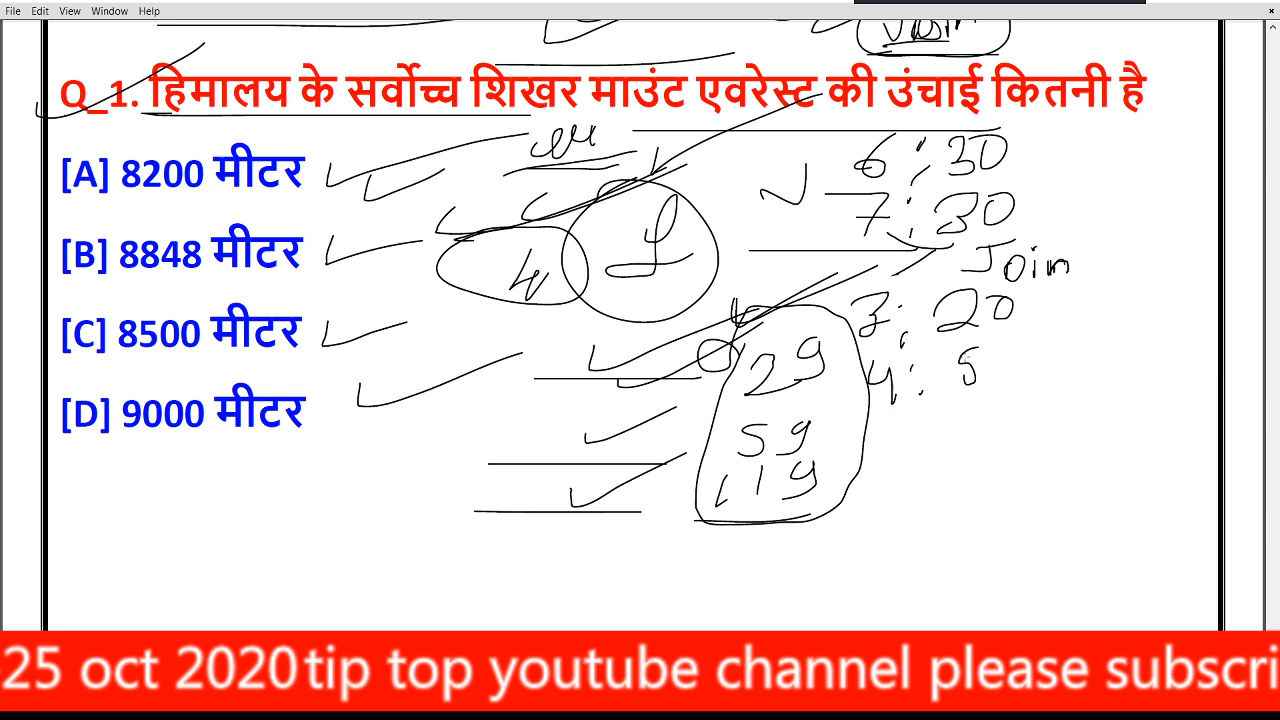 File Edit View Window Help
Q_1. हिमालय के सर्वोच्च शिखर माउंट एवरेस्ट की उंचाई कितनी है
[A] 8200 मीटर
[B] 8848 मीटर
[C] 8500 मीटर
[D] 9000 मीटर
6:30
7:30
Join
3:20
4:5
29
59
119
25 oct 2020 tip top youtube channel please subscri